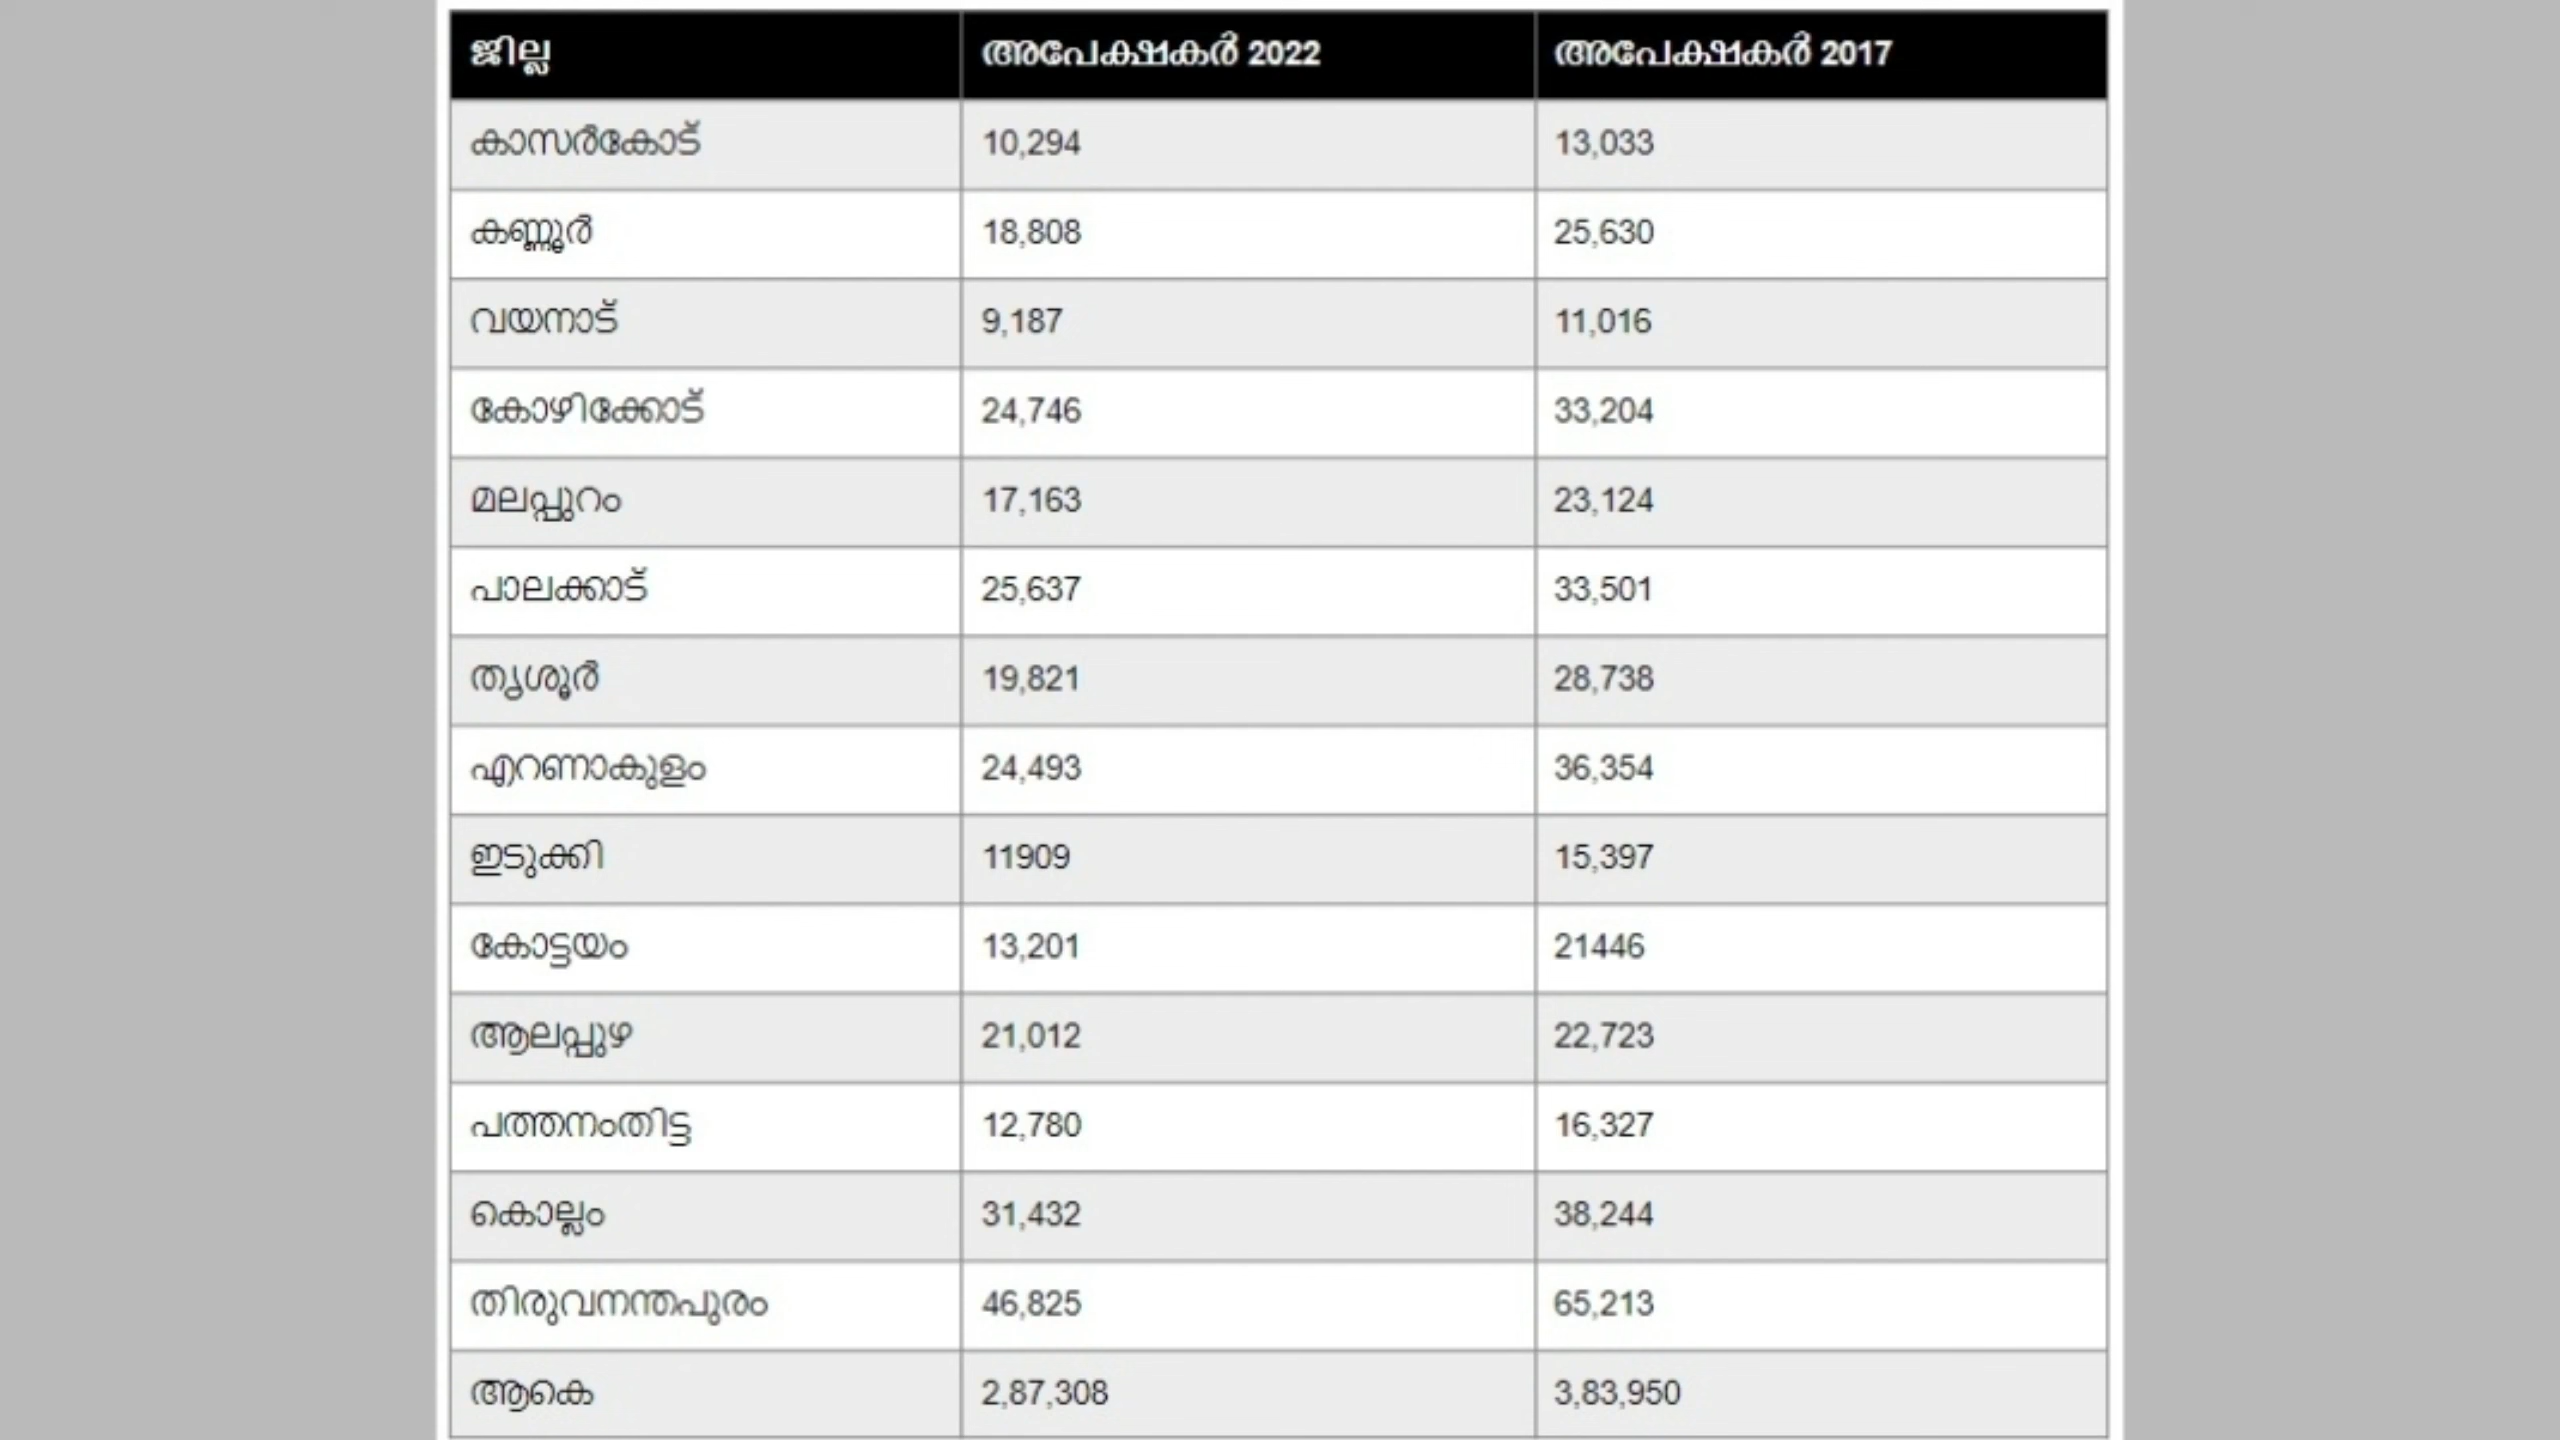 ജില്ല അപേക്ഷകർ 2022 അപേക്ഷകർ 2017
കാസർകോട് 10,294 13,033
കണ്ണൂർ 18,808 25,630
വയനാട് 9,187 11,016
കോഴിക്കോട് 24,746 33,204
മലപ്പുറം 17,163 23,124
പാലക്കാട് 25,637 33,501
തൃശൂർ 19,821 28,738
എറണാകുളം 24,493 36,354
ഇടുക്കി 11909 15,397
കോട്ടയം 13,201 21446
ആലപ്പുഴ 21,012 22,723
പത്തനംതിട്ട 12,780 16,327
കൊല്ലം 31,432 38,244
തിരുവനന്തപുരം 46,825 65,213
ആകെ 2,87,308 3,83,950